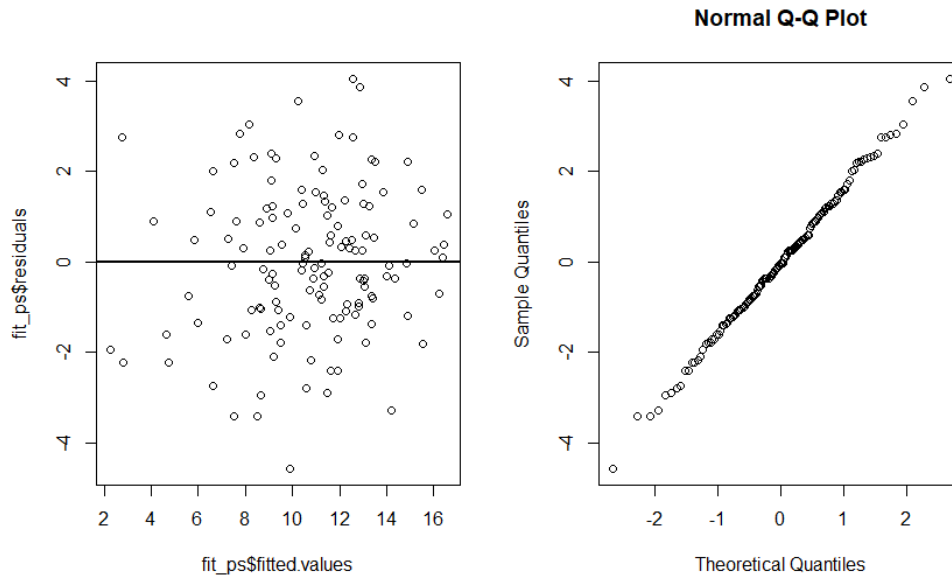 fit_ps$residuals
4
2
0
-2
-4
2 4 6 8 10 12 14 16
fit_ps$fitted.values
Normal Q-Q Plot
Sample Quantiles
4
2
0
-2
-4
-2 -1 0 1 2
Theoretical Quantiles